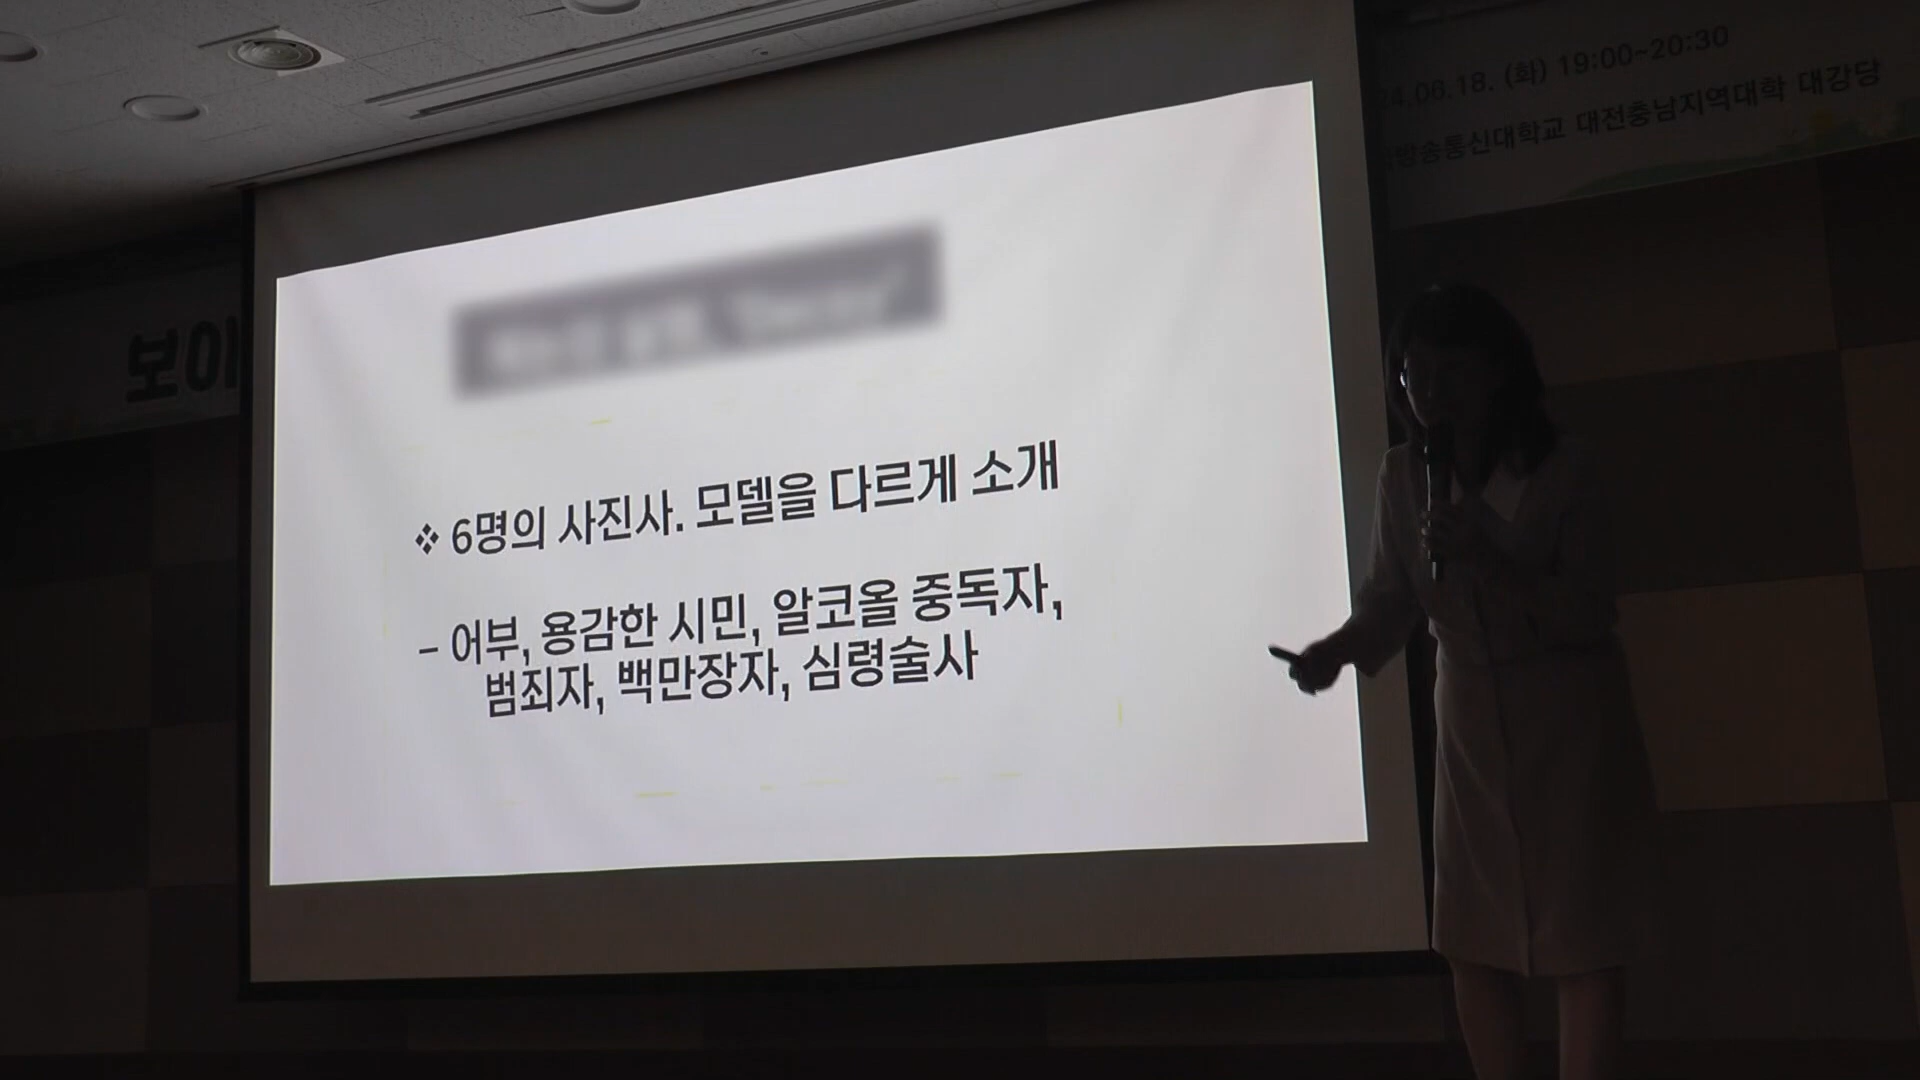 24.06.18. (화) 19:00~20:30
방송통신대학교 대전충남지역대학 대강당
보이
❖ 6명의 사진사. 모델을 다르게 소개
– 어부, 용감한 시민, 알코올 중독자,
범죄자, 백만장자, 심령술사